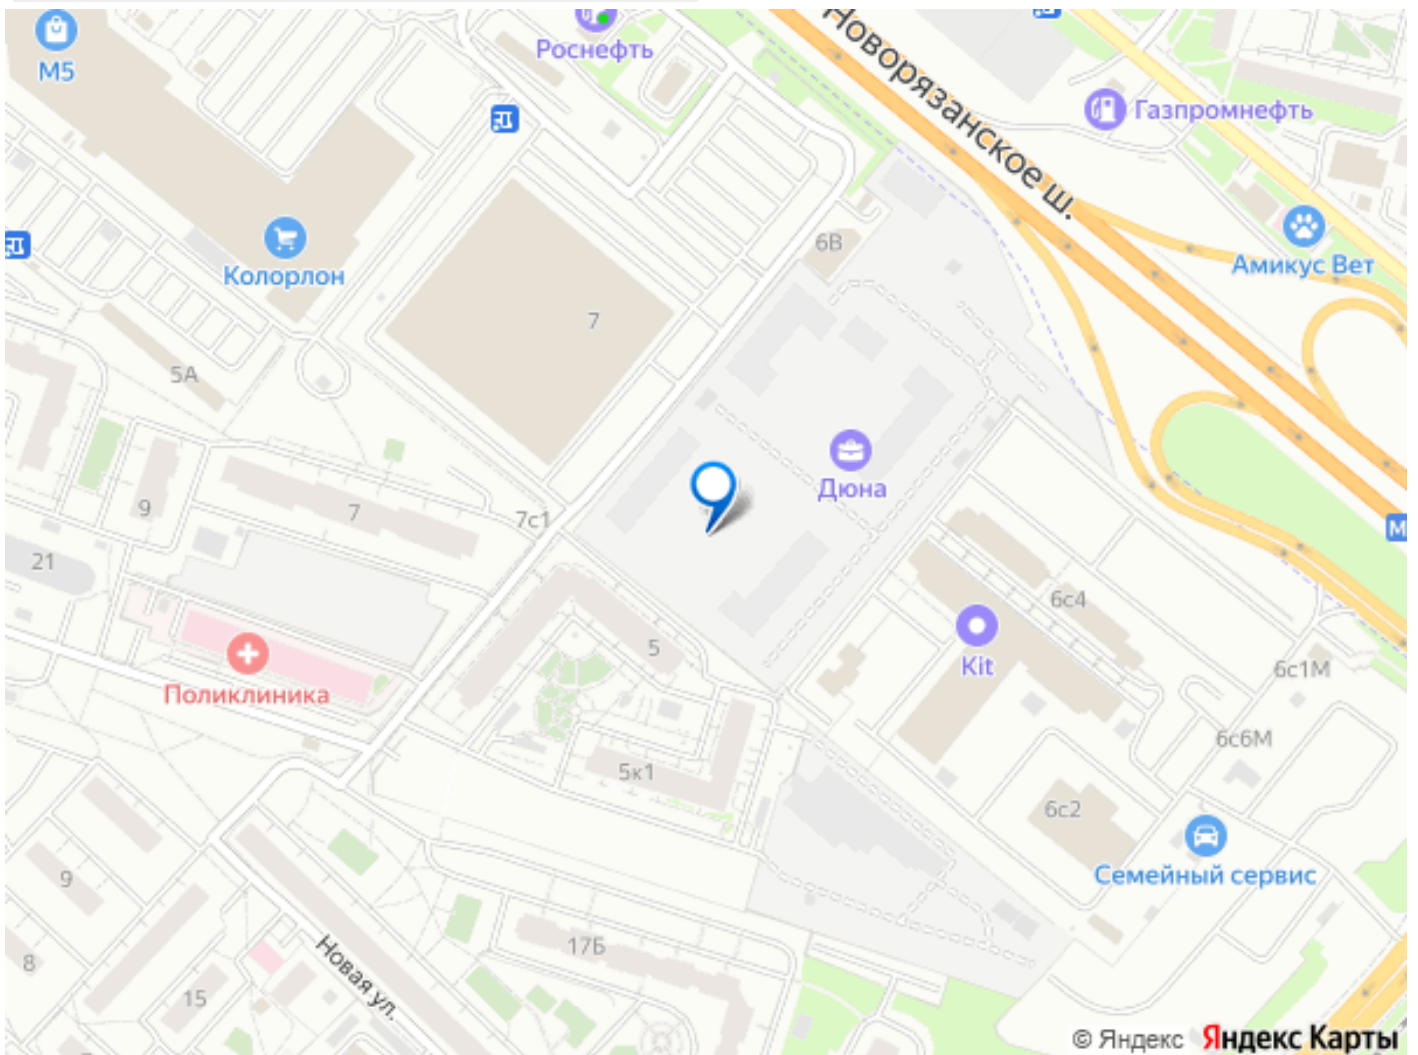 М5
Роснефть
Новорязанское ш.
Газпромнефть
6В
Амикус Вет
Колорлон
7
5А
Дюна
9
7
7с1
21
6с4
5
Kit
6с1М
Поликлиника
6с6М
5к1
6с2
Семейный сервис
9
17Б
8
Новая ул.
15
М
© Яндекс Яндекс Карты